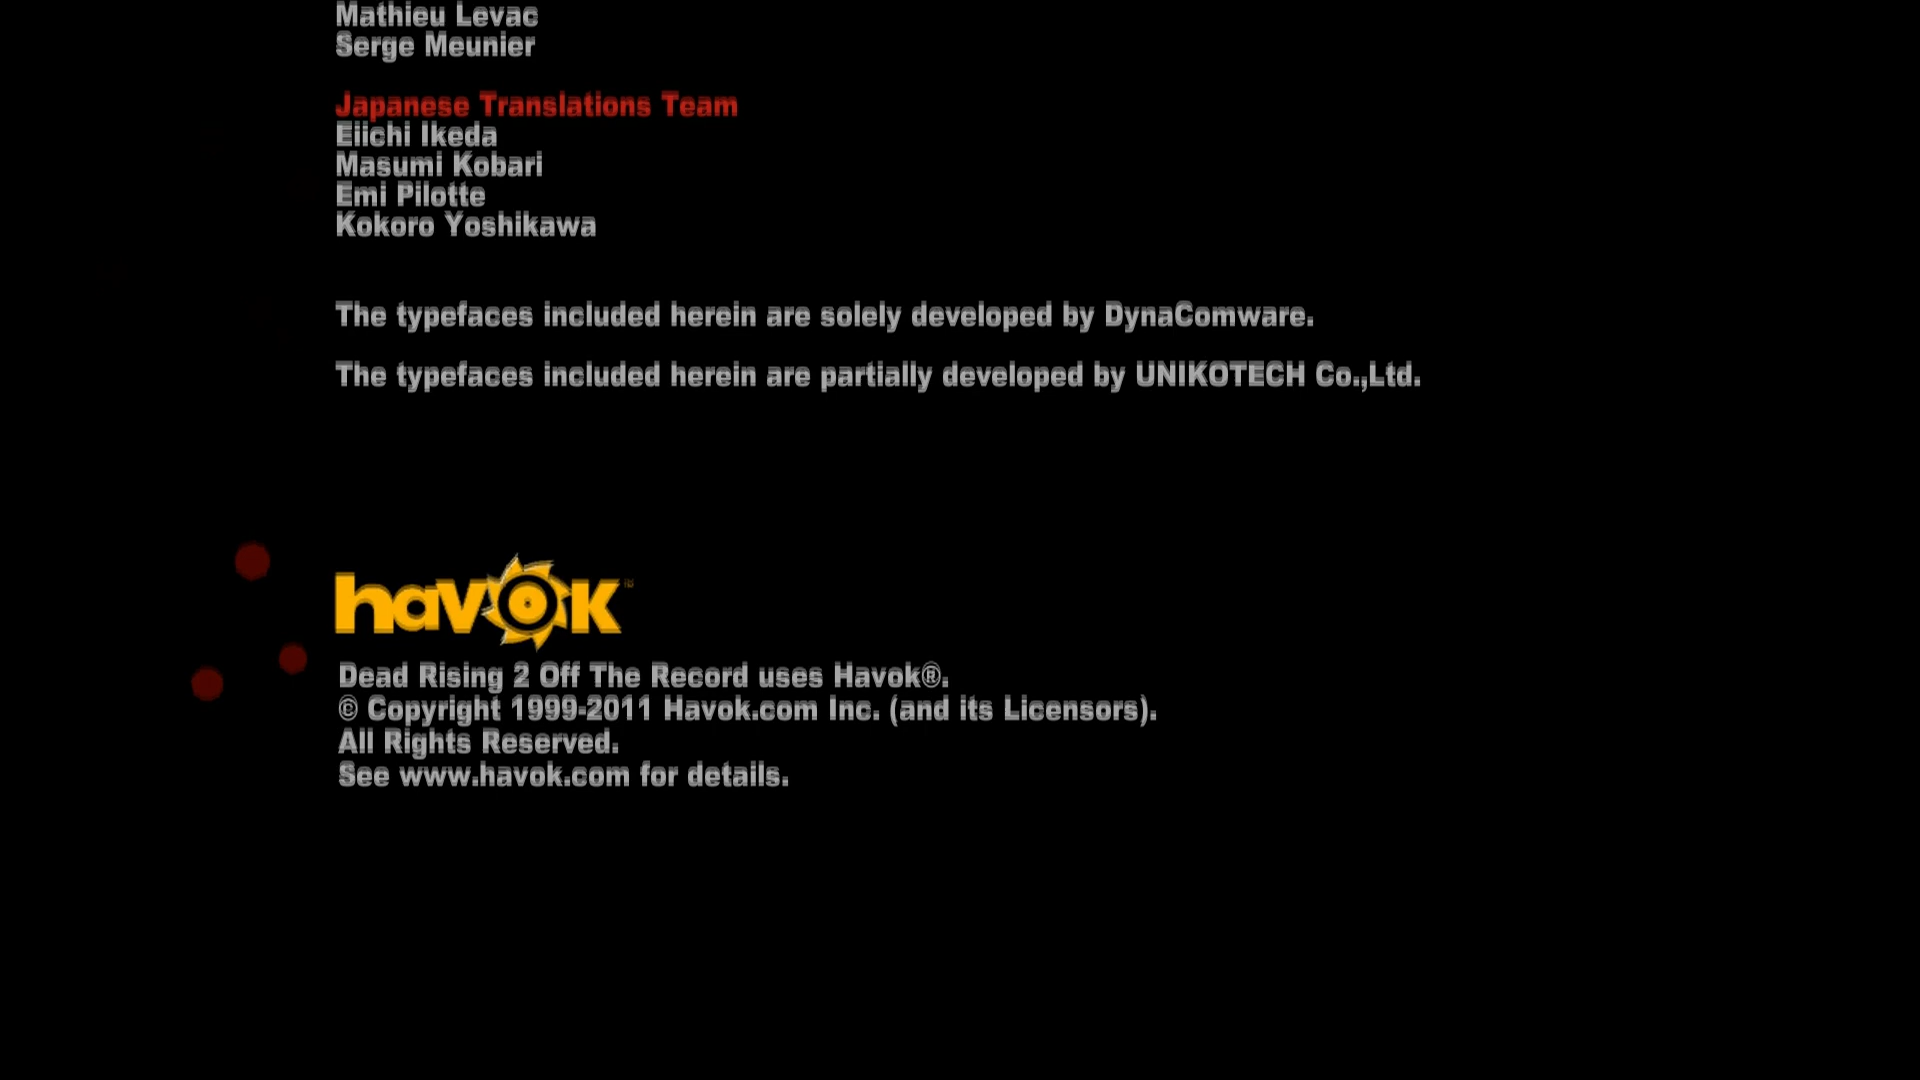 Mathieu Levac
Serge Meunier
Japanese Translations Team
Eiichi Ikeda
Masumi Kobari
Emi Pilotte
Kokoro Yoshikawa
The typefaces included herein are solely developed by DynaComware.
The typefaces included herein are partially developed by UNIKOTECH Co.,Ltd.
havok™
Dead Rising 2 Off The Record uses Havok®.
© Copyright 1999-2011 Havok.com Inc. (and its Licensors).
All Rights Reserved.
See www.havok.com for details.